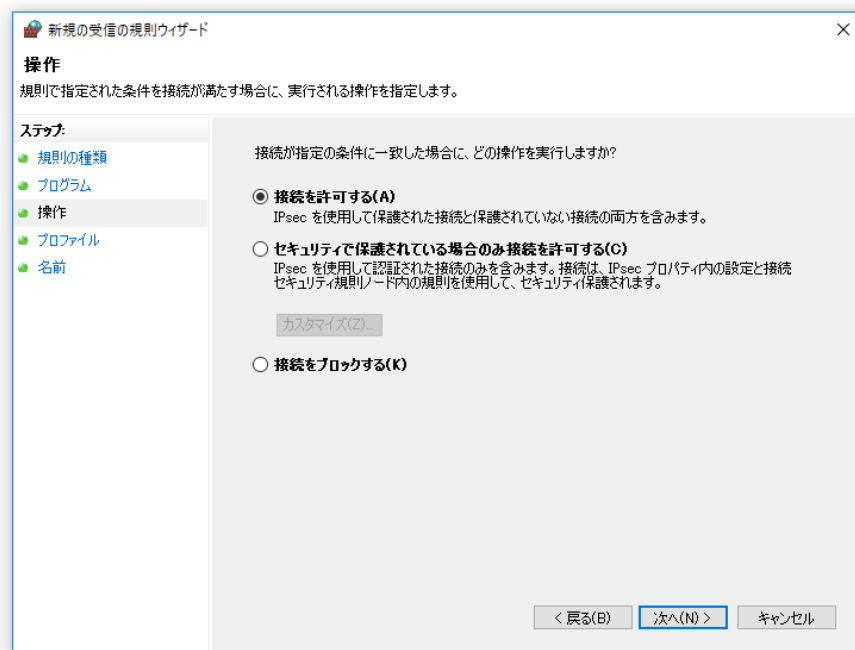 新規の受信の規則ウィザード
操作
規則で指定された条件を接続が満たす場合に、実行される操作を指定します。
ステップ:
規則の種類
プログラム
操作
プロファイル
名前
接続が指定の条件に一致した場合に、どの操作を実行しますか?
接続を許可する(A)
IPsec を使用して保護された接続と保護されていない接続の両方を含みます。
セキュリティで保護されている場合のみ接続を許可する(C)
IPsec を使用して認証された接続のみを含みます。接続は、IPsec プロパティ内の設定と接続
セキュリティ規則ノード内の規則を使用して、セキュリティ保護されます。
カスタマイズ(Z)...
接続をブロックする(K)
< 戻る(B)
次へ(N) >
キャンセル